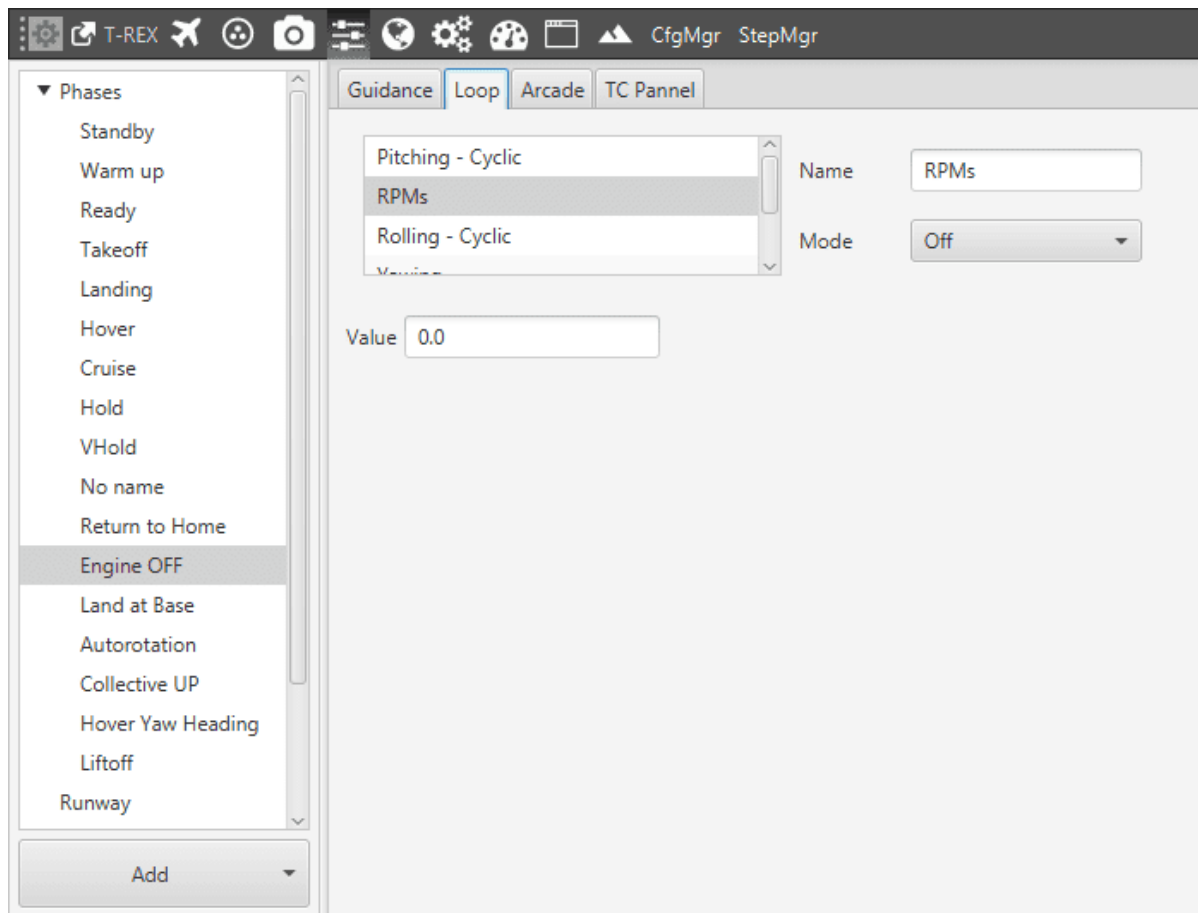 T-REX CfgMgr StepMgr
Phases
Standby
Warm up
Ready
Takeoff
Landing
Hover
Cruise
Hold
VHold
No name
Return to Home
Engine OFF
Land at Base
Autorotation
Collective UP
Hover Yaw Heading
Liftoff
Runway
Add
Guidance Loop Arcade TC Pannel
Pitching - Cyclic
RPMs
Rolling - Cyclic
Yawing
Name RPMs
Mode Off
Value 0.0